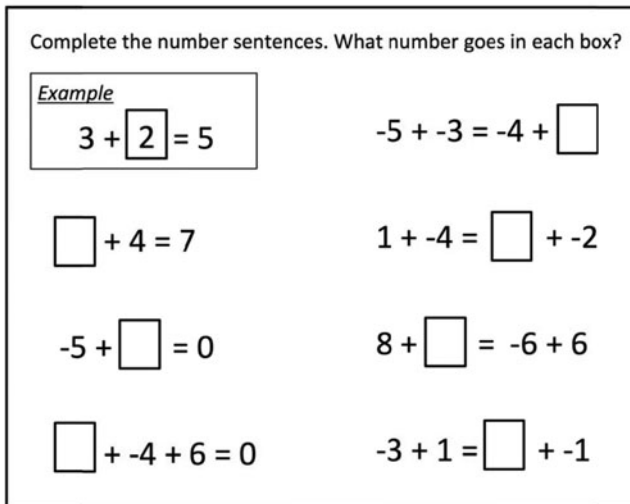 Complete the number sentences. What number goes in each box?
Example
3 + 2 = 5
-5 + -3 = -4 + □
□ + 4 = 7
1 + -4 = □ + -2
-5 + □ = 0
8 + □ = -6 + 6
□ + -4 + 6 = 0
-3 + 1 = □ + -1